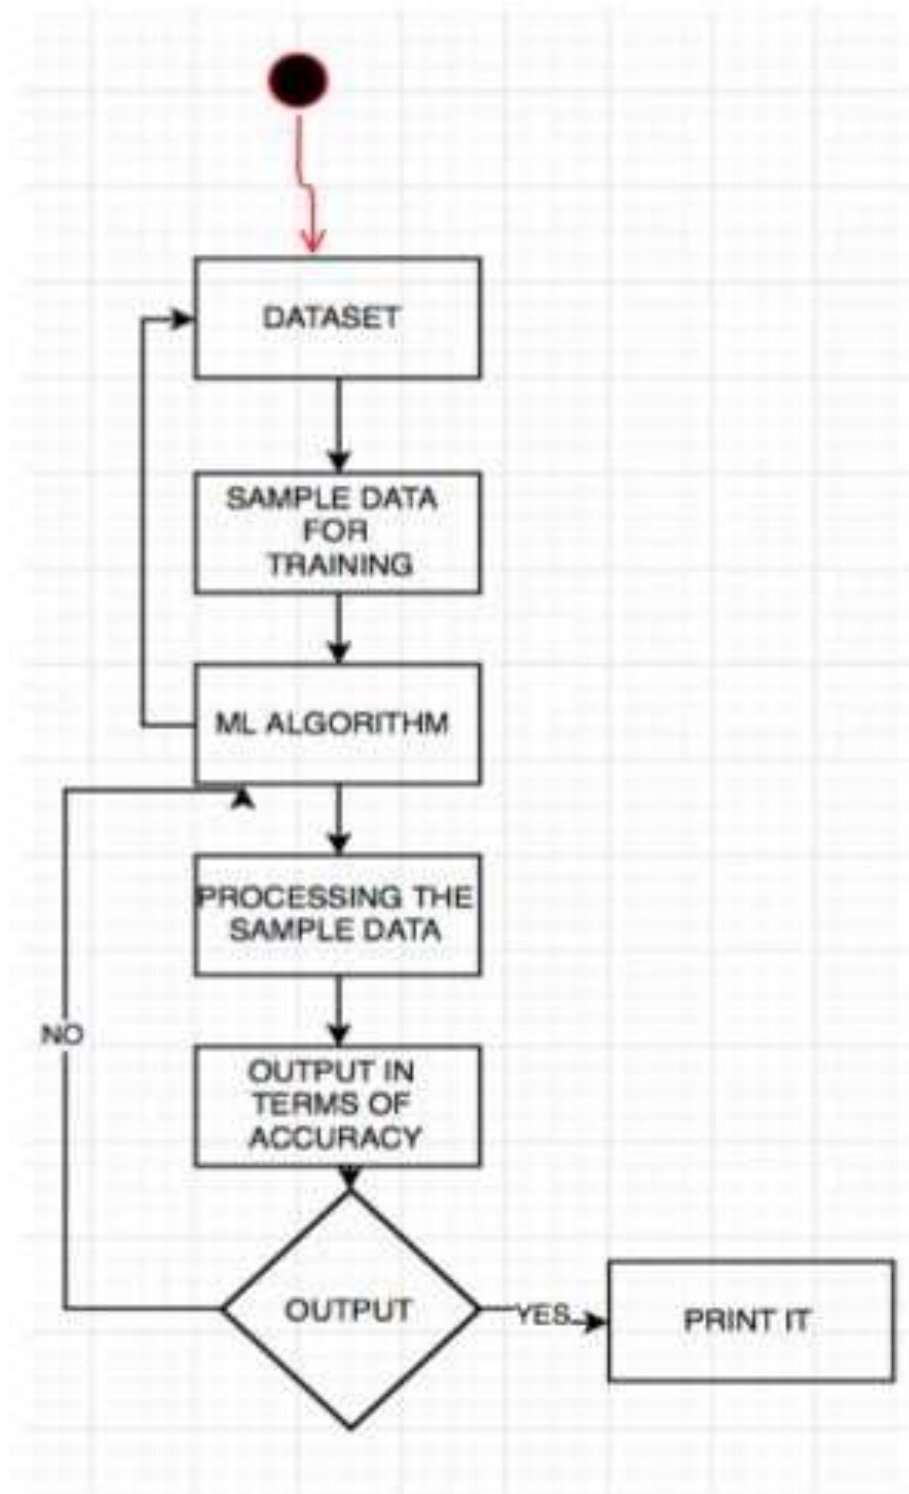 DATASET
SAMPLE DATA
FOR
TRAINING
ML ALGORITHM
PROCESSING THE
SAMPLE DATA
NO
OUTPUT IN
TERMS OF
ACCURACY
OUTPUT
YES
PRINT IT